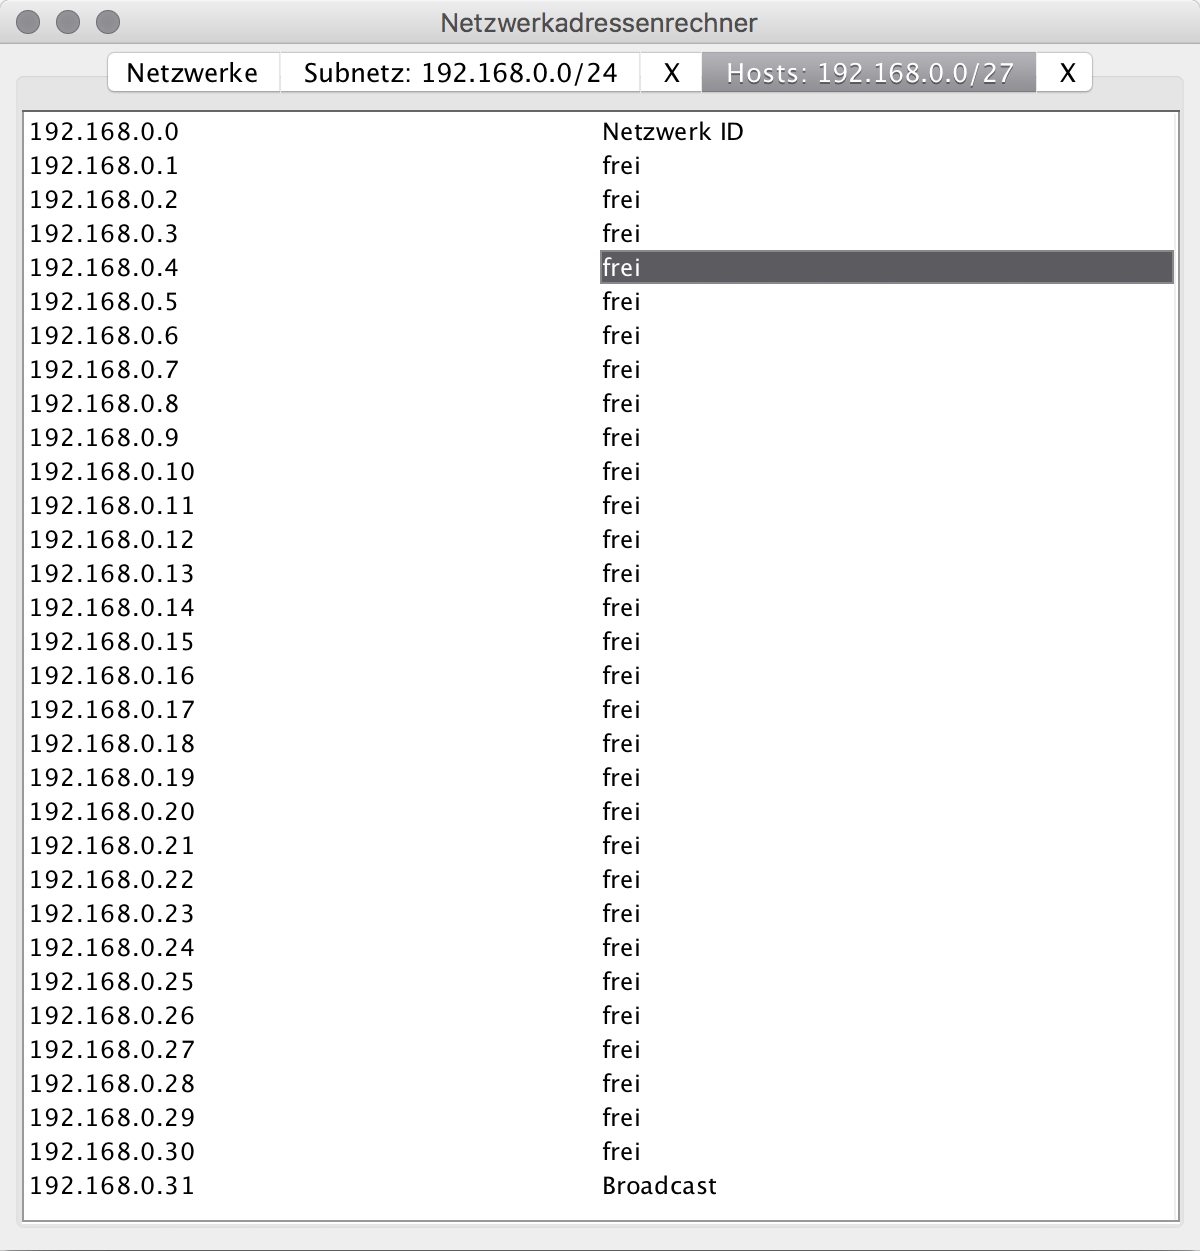 Netzwerkadressenrechner
Netzwerke Subnetz: 192.168.0.0/24 X Hosts: 192.168.0.0/27 X
192.168.0.0 Netzwerk ID
192.168.0.1 frei
192.168.0.2 frei
192.168.0.3 frei
192.168.0.4 frei
192.168.0.5 frei
192.168.0.6 frei
192.168.0.7 frei
192.168.0.8 frei
192.168.0.9 frei
192.168.0.10 frei
192.168.0.11 frei
192.168.0.12 frei
192.168.0.13 frei
192.168.0.14 frei
192.168.0.15 frei
192.168.0.16 frei
192.168.0.17 frei
192.168.0.18 frei
192.168.0.19 frei
192.168.0.20 frei
192.168.0.21 frei
192.168.0.22 frei
192.168.0.23 frei
192.168.0.24 frei
192.168.0.25 frei
192.168.0.26 frei
192.168.0.27 frei
192.168.0.28 frei
192.168.0.29 frei
192.168.0.30 frei
192.168.0.31 Broadcast